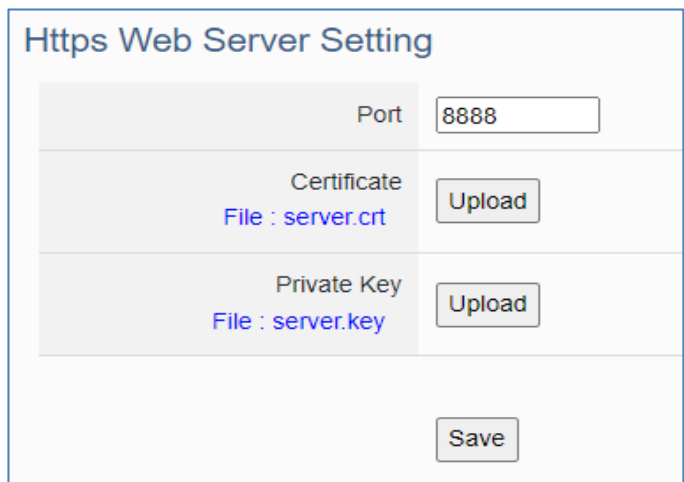 Https Web Server Setting
Port 8888
Certificate
File : server.crt
Upload
Private Key
File : server.key
Upload
Save